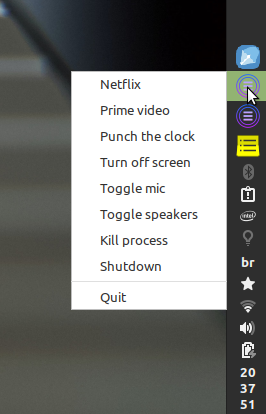 Netflix
Prime video
Punch the clock
Turn off screen
Toggle mic
Toggle speakers
Kill process
Shutdown
Quit
intel
br
20
37
51